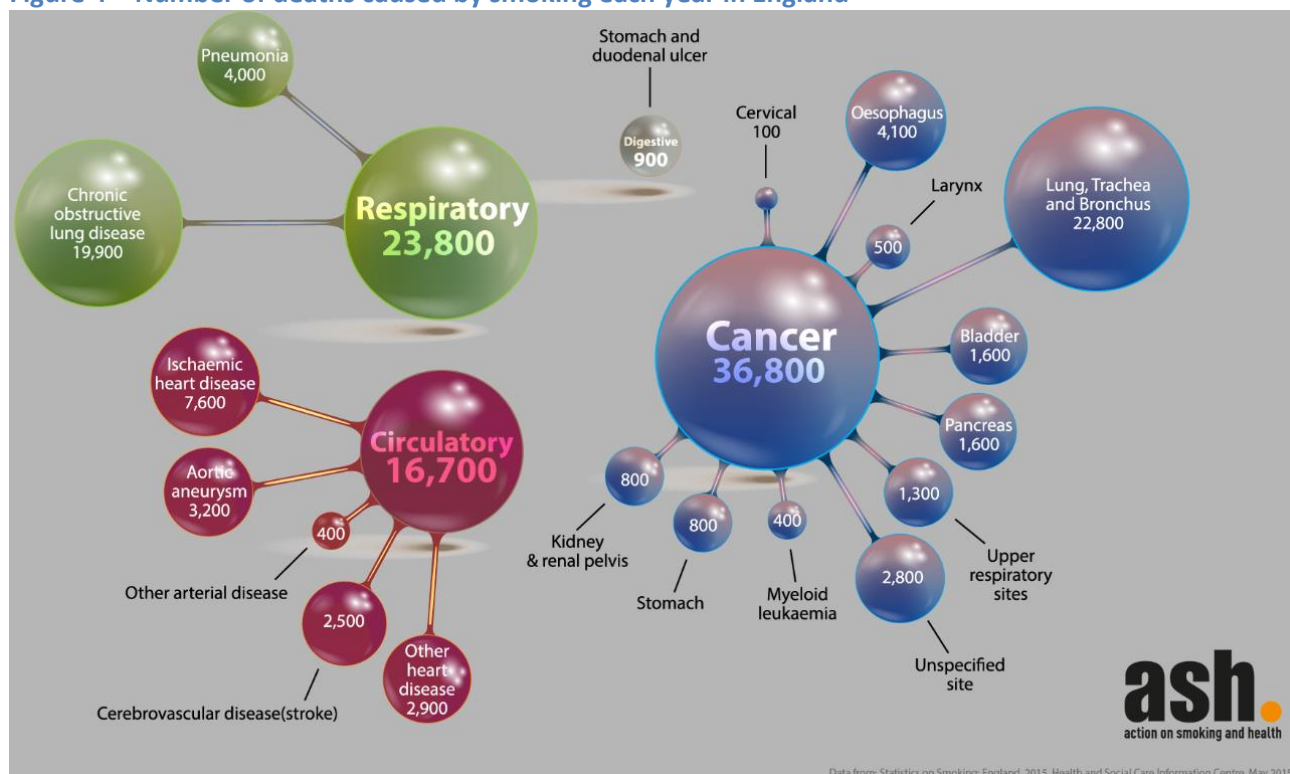 Figure 4 – Number of deaths caused by smoking each year in England
Pneumonia
4,000
Chronic
obstructive
lung disease
19,900
Respiratory
23,800
Stomach and
duodenal ulcer
Digestive
900
Cervical
100
Oesophagus
4,100
Larynx
500
Lung, Trachea
and Bronchus
22,800
Cancer
36,800
Bladder
1,600
Pancreas
1,600
1,300
Upper
respiratory
sites
2,800
Unspecified
site
400
Myeloid
leukaemia
800
Stomach
800
Kidney
& renal pelvis
Ischaemic
heart disease
7,600
Circulatory
16,700
Aortic
aneurysm
3,200
400
Other arterial disease
2,500
Cerebrovascular disease(stroke)
Other
heart
disease
2,900
ash.
action on smoking and health
Data from: Statistics on Smoking: England, 2015. Health and Social Care Information Centre, May 2015